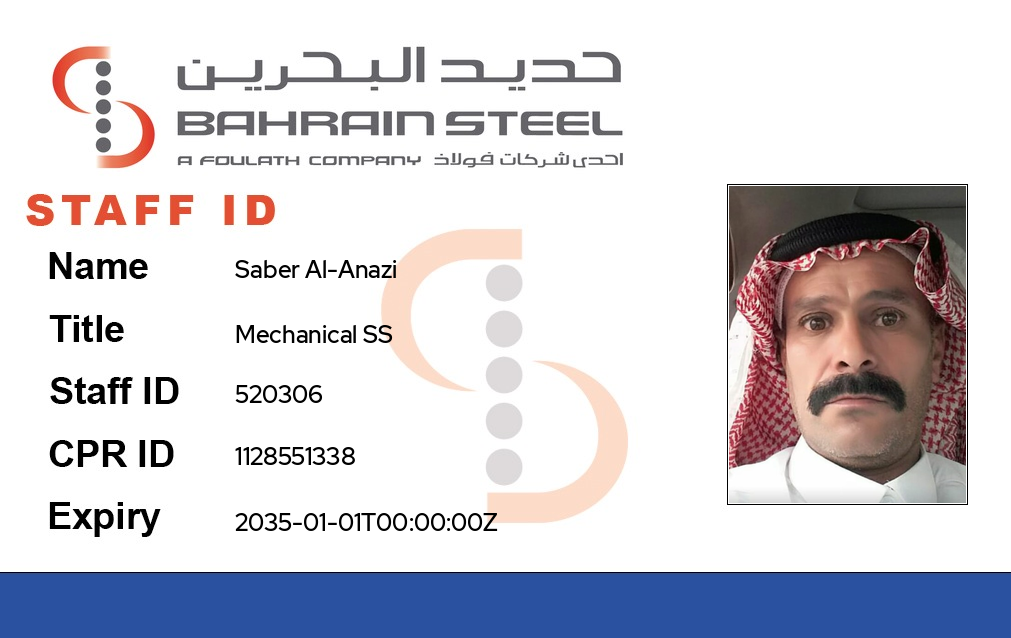 حديد البحرين
BAHRAIN STEEL
A FOULATH COMPANY احدى شركات فولاذ
STAFF ID
Name Saber Al-Anazi
Title Mechanical SS
Staff ID 520306
CPR ID 1128551338
Expiry 2035-01-01T00:00:00Z